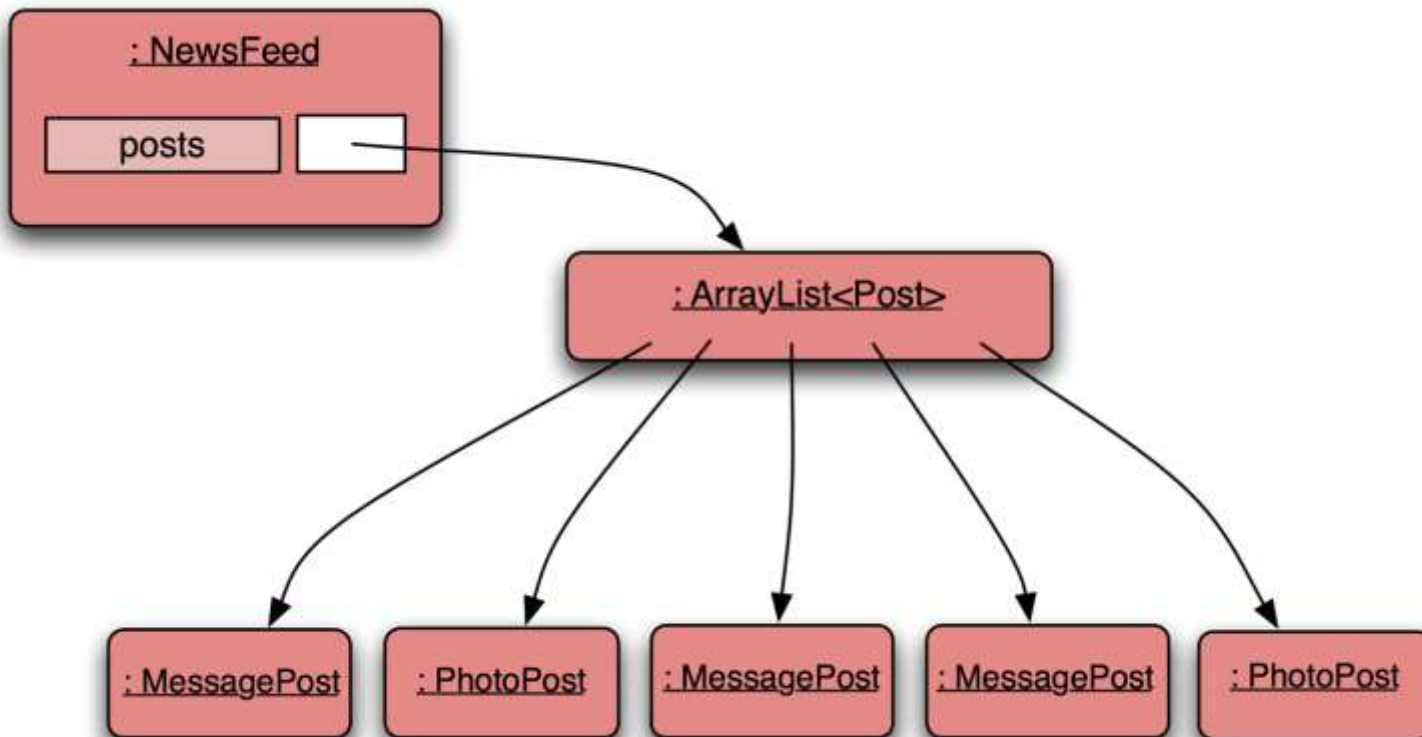 : NewsFeed
posts
: ArrayList<Post>
: MessagePost
: PhotoPost
: MessagePost
: MessagePost
: PhotoPost